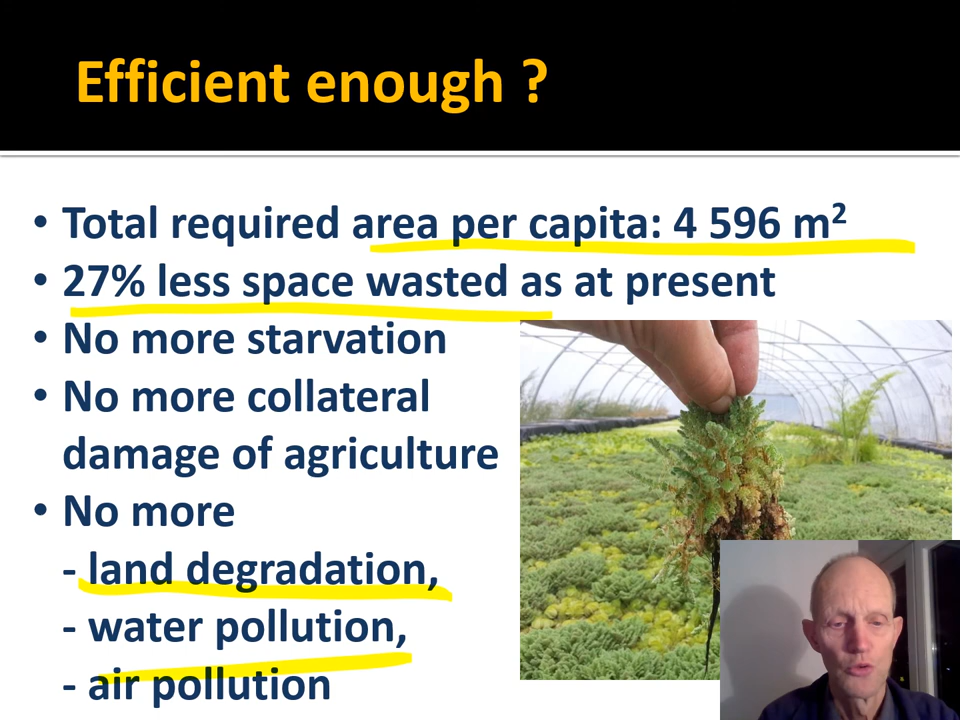 Efficient enough ?
• Total required area per capita: 4 596 m²
• 27% less space wasted as at present
• No more starvation
• No more collateral
damage of agriculture
• No more
- land degradation,
- water pollution,
- air pollution